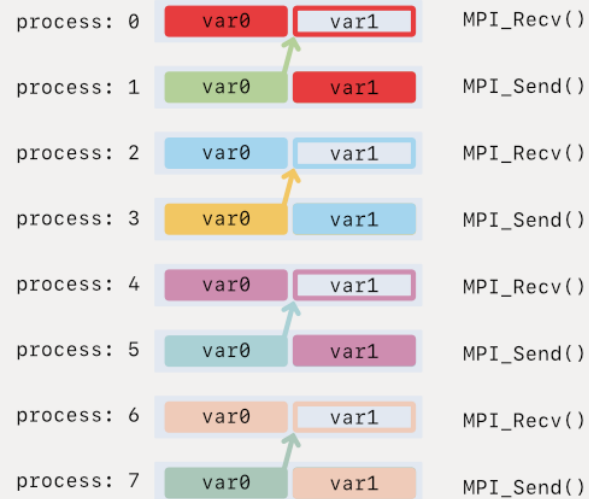 process: 0 var0 var1 MPI_Recv()
process: 1 var0 var1 MPI_Send()
process: 2 var0 var1 MPI_Recv()
process: 3 var0 var1 MPI_Send()
process: 4 var0 var1 MPI_Recv()
process: 5 var0 var1 MPI_Send()
process: 6 var0 var1 MPI_Recv()
process: 7 var0 var1 MPI_Send()